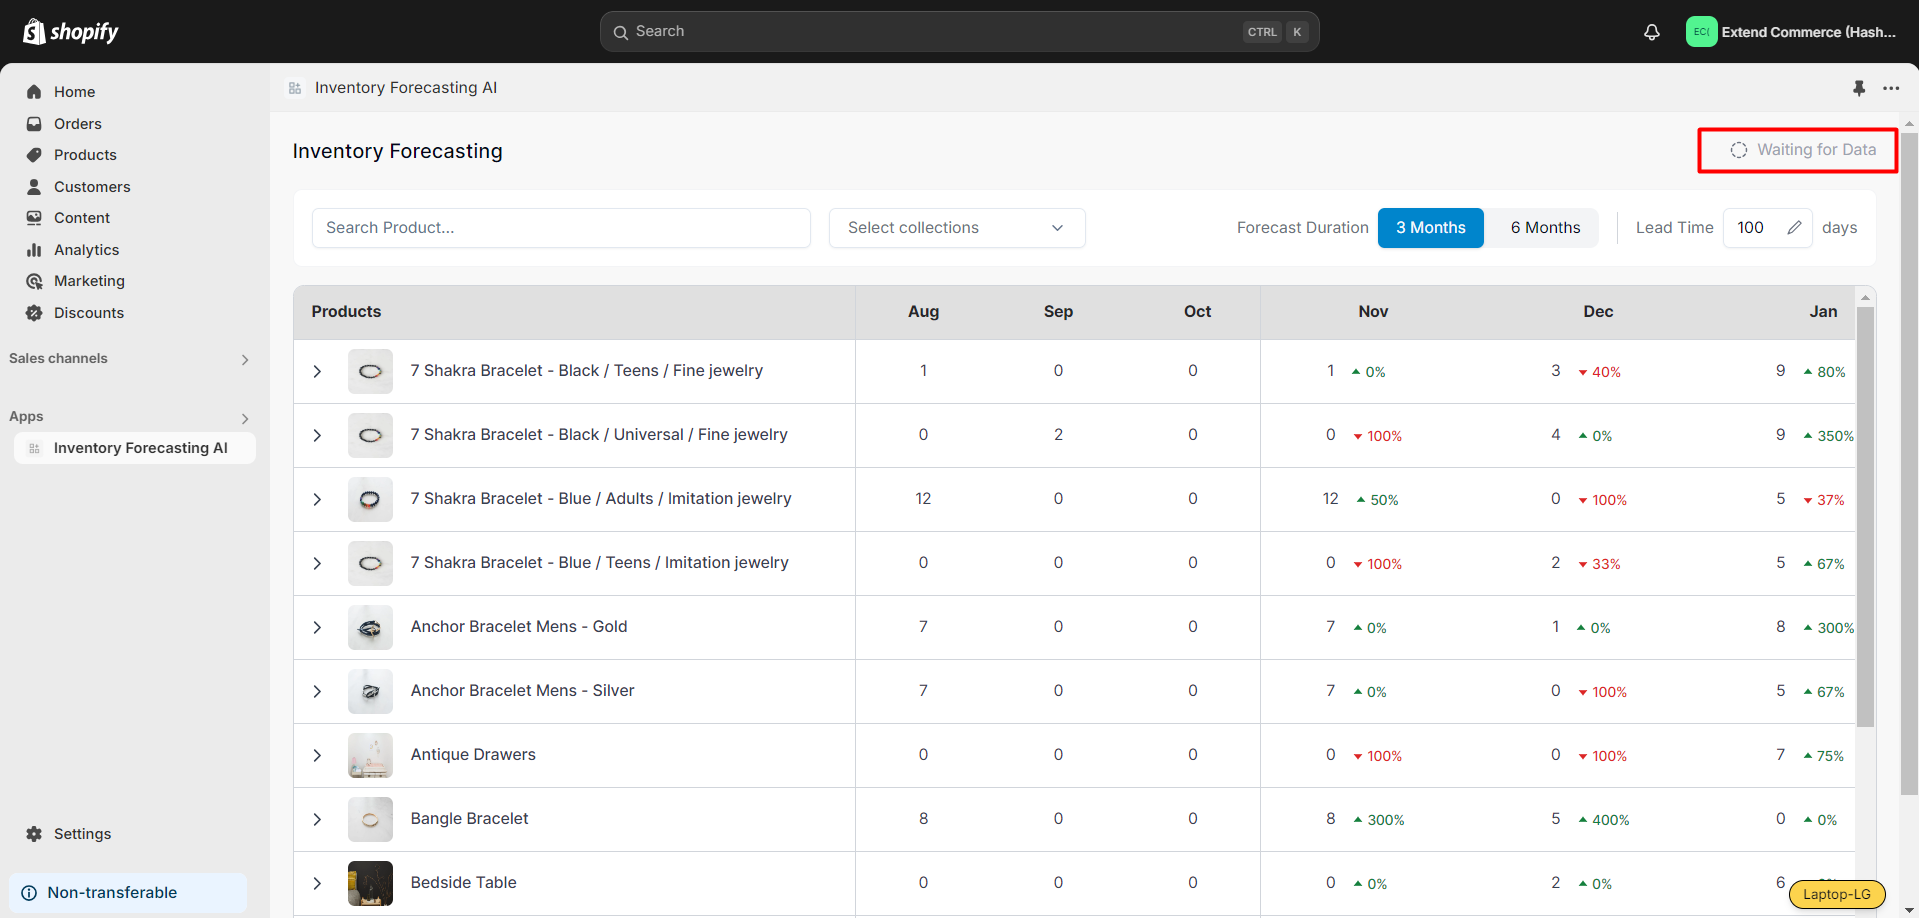 shopify
Search
CTRL K
EC(
Extend Commerce (Hash...
Home
Orders
Products
Customers
Content
Analytics
Marketing
Discounts
Sales channels
Apps
Inventory Forecasting AI
Settings
Non-transferable
Inventory Forecasting AI
Inventory Forecasting
Waiting for Data
Search Product...
Select collections
Forecast Duration 3 Months 6 Months Lead Time 100 days
Products Aug Sep Oct Nov Dec Jan
7 Shakra Bracelet - Black / Teens / Fine jewelry 1 0 0 1 0% 3 40% 9 80%
7 Shakra Bracelet - Black / Universal / Fine jewelry 0 2 0 0 100% 4 0% 9 350%
7 Shakra Bracelet - Blue / Adults / Imitation jewelry 12 0 0 12 50% 0 100% 5 37%
7 Shakra Bracelet - Blue / Teens / Imitation jewelry 0 0 0 0 100% 2 33% 5 67%
Anchor Bracelet Mens - Gold 7 0 0 7 0% 1 0% 8 300%
Anchor Bracelet Mens - Silver 7 0 0 7 0% 0 100% 5 67%
Antique Drawers 0 0 0 0 100% 0 100% 7 75%
Bangle Bracelet 8 0 0 8 300% 5 400% 0 0%
Bedside Table 0 0 0 0 0% 2 0% 6
Laptop-LG